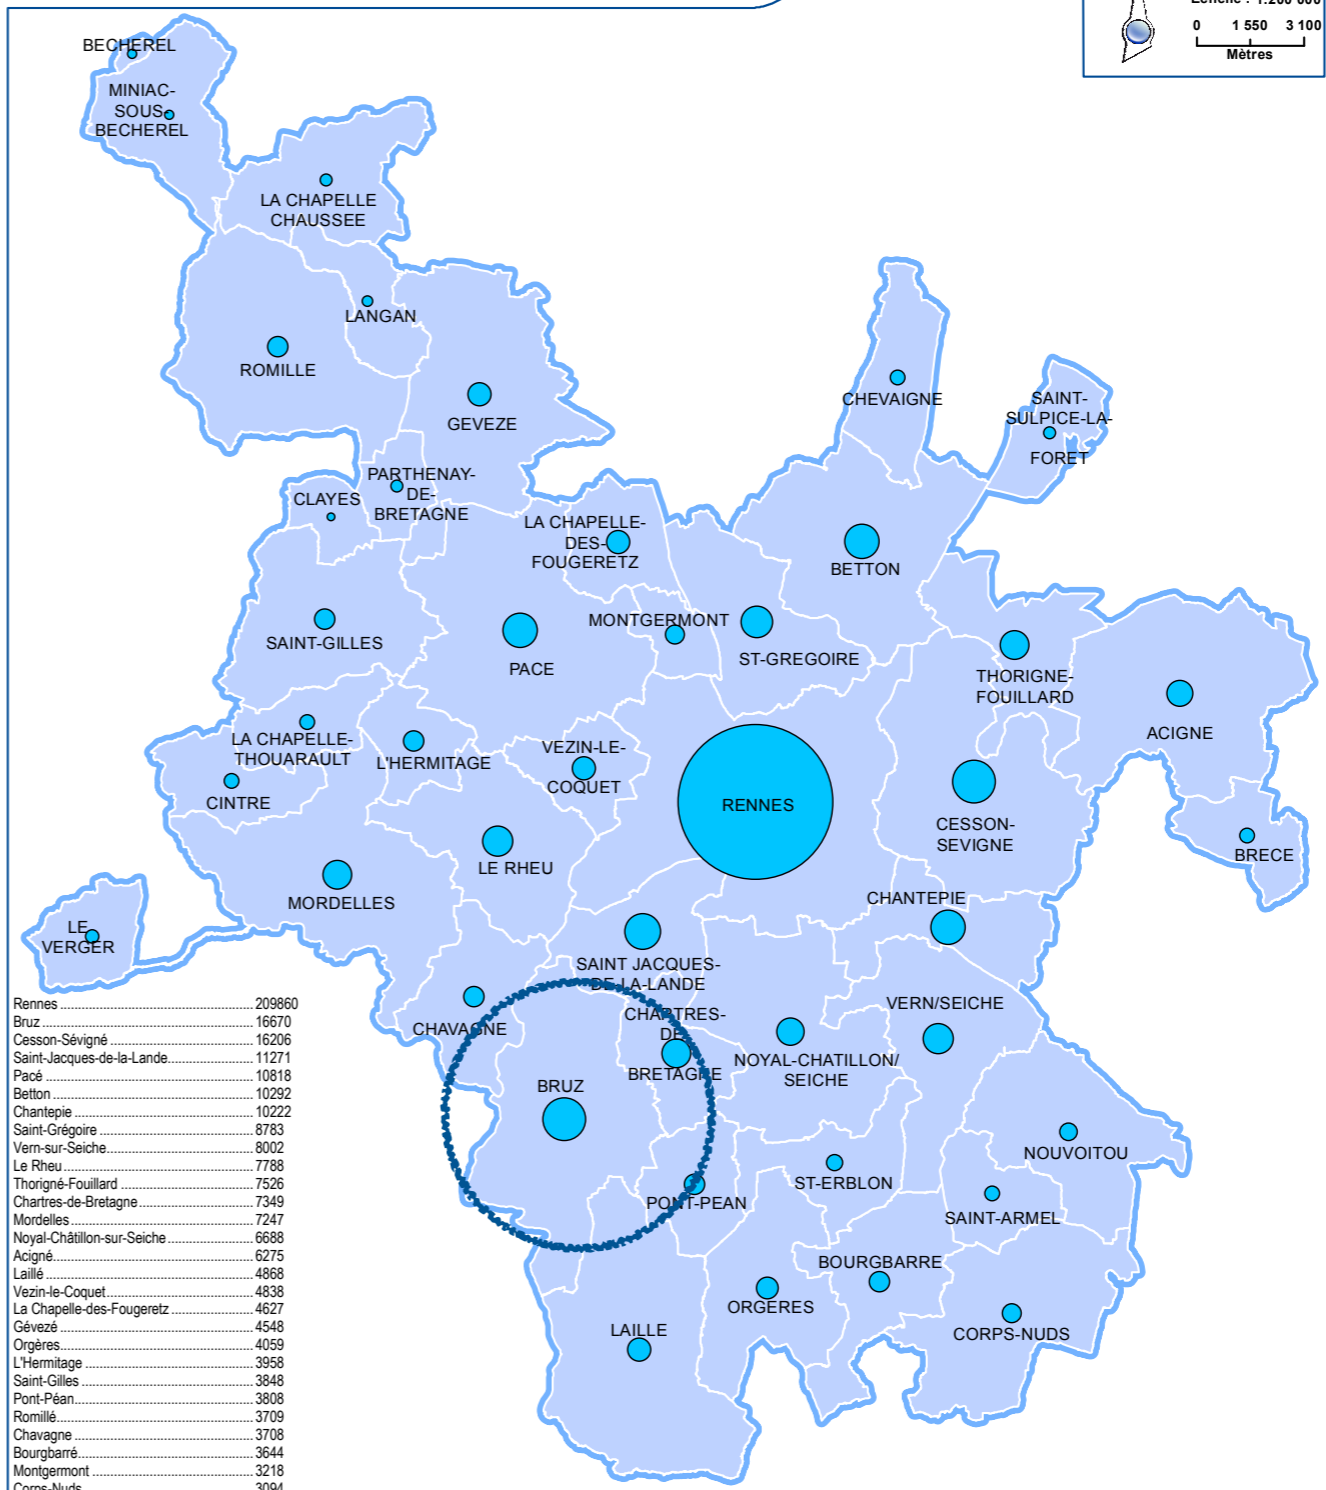 Echelle : 1:200 000
0 1 550 3 100
Mètres
BECHEREL
MINIAC-
SOUS-
BECHEREL
LA CHAPELLE
CHAUSSEE
LANGAN
ROMILLE
GEVEZE
CHEVAIGNE
SAINT-
SULPICE-LA-
FORET
PARTHENAY-
DE-
BRETAGNE
CLAYES
LA CHAPELLE-
DES-
FOUGERETZ
BETTON
MONTGERMONT
SAINT-GILLES
PACE
ST-GREGOIRE
THORIGNE-
FOUILLARD
ACIGNE
LA CHAPELLE-
THOUARAULT
L'HERMITAGE
VEZIN-LE-
COQUET
CINTRE
RENNES
CESSON-
SEVIGNE
BRECE
LE RHEU
MORDELLES
CHANTEPIE
LE
VERGER
SAINT JACQUES-
DE-LA-LANDE
VERN/SEICHE
CHAVAGNE
CHARTRES-
DE-
BRETAGNE
NOYAL-CHATILLON/
SEICHE
BRUZ
NOUVOITOU
ST-ERBLON
PONT-PEAN
SAINT-ARMEL
BOURGBARRE
ORGERES
LAILLE
CORPS-NUDS
Rennes 209860
Bruz 16670
Cesson-Sévigné 16206
Saint-Jacques-de-la-Lande 11271
Pacé 10818
Betton 10292
Chantepie 10222
Saint-Grégoire 8783
Vern-sur-Seiche 8002
Le Rheu 7788
Thorigné-Fouillard 7526
Chartres-de-Bretagne 7349
Mordelles 7247
Noyal-Châtillon-sur-Seiche 6688
Acigné 6275
Laillé 4868
Vezin-le-Coquet 4838
La Chapelle-des-Fougeretz 4627
Gévezé 4548
Orgères 4059
L'Hermitage 3958
Saint-Gilles 3848
Pont-Péan 3808
Romillé 3709
Chavagne 3708
Bourgbarré 3644
Montgermont 3218
Corps-Nuds 3094